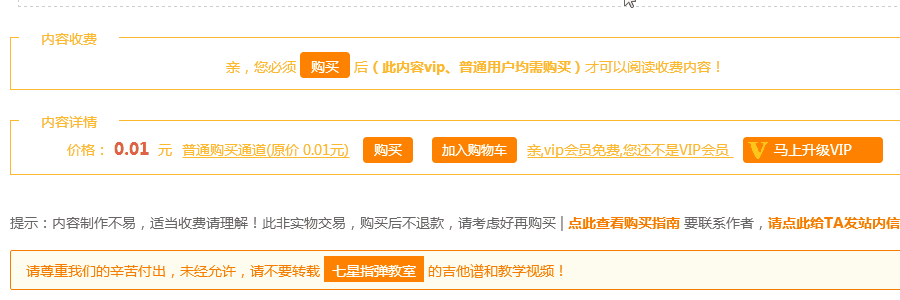 内容收费
亲，您必须 购买 后（此内容vip、普通用户均需购买）才可以阅读收费内容！
内容详情
价格： 0.01 元 普通购买通道(原价 0.01元) 购买 加入购物车 亲,vip会员免费,您还不是VIP会员 V 马上升级VIP
提示：内容制作不易，适当收费请理解！此非实物交易，购买后不退款，请考虑好再购买 | 点此查看购买指南 要联系作者，请点此给TA发站内信
请尊重我们的辛苦付出，未经允许，请不要转载 七星指弹教室 的吉他谱和教学视频！